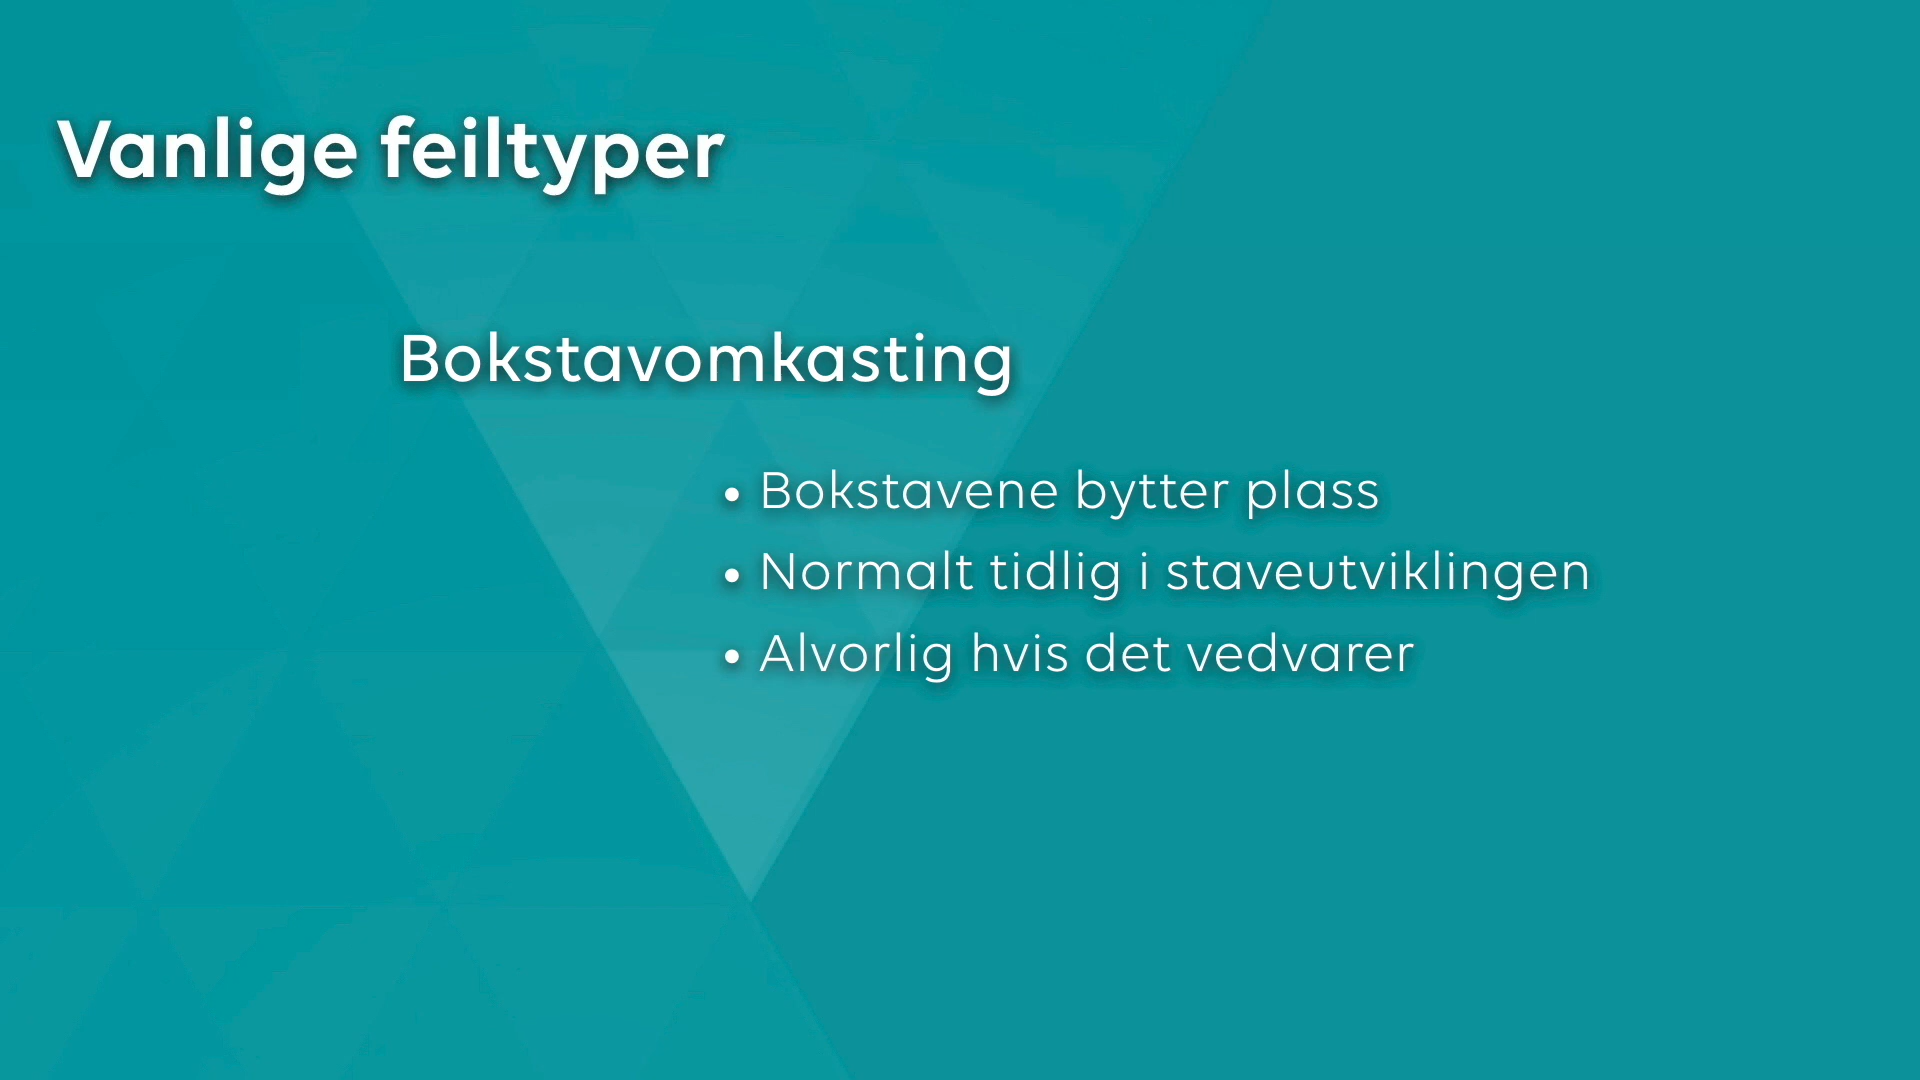 Vanlige feiltyper
Bokstavomkasting
• Bokstavene bytter plass
• Normalt tidlig i staveutviklingen
• Alvorlig hvis det vedvarer